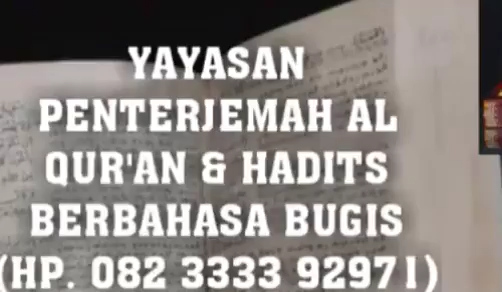 YAYASAN
PENTERJEMAH AL
QUR'AN & HADITS
BERBAHASA BUGIS
(HP. 082 3333 92971)